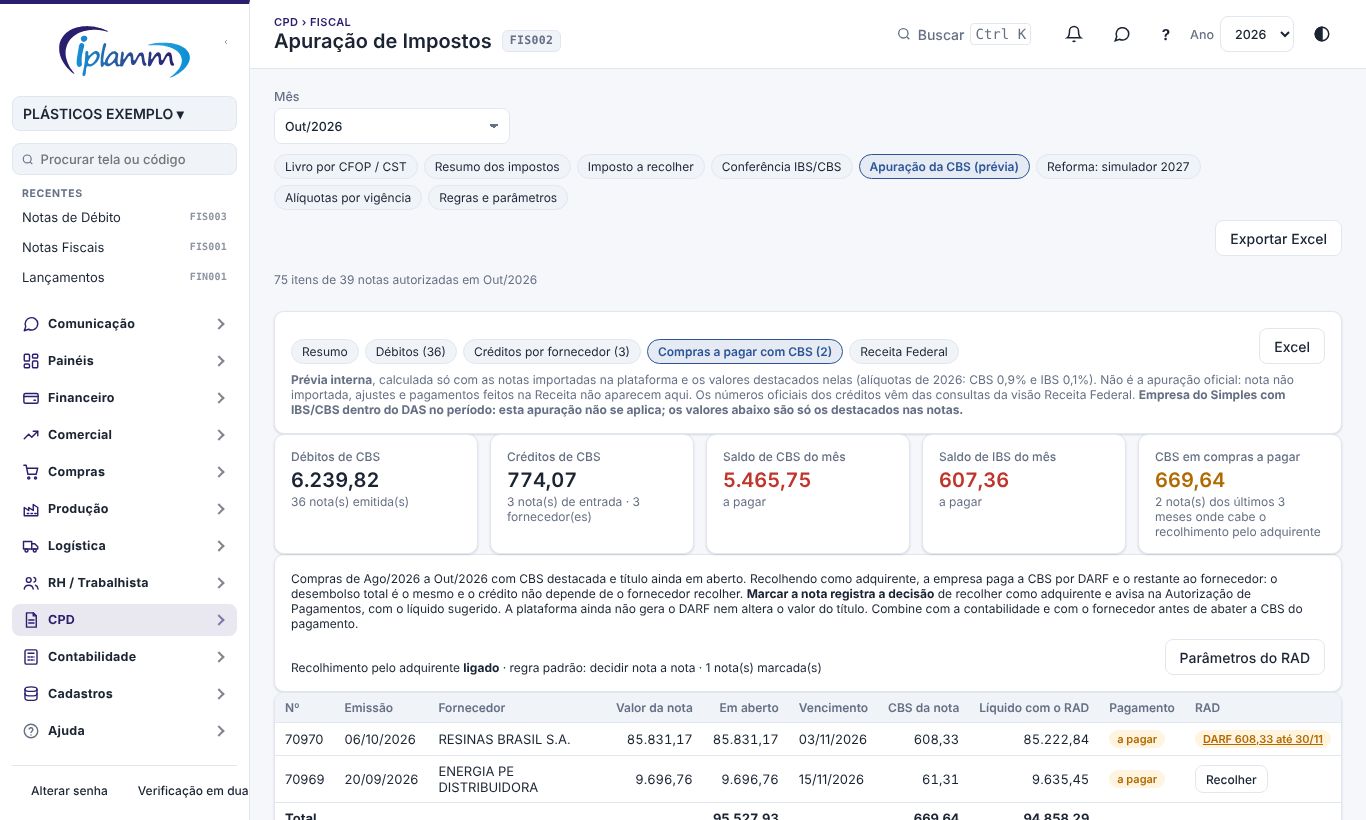 iplamm
PLÁSTICOS EXEMPLO ▾
Procurar tela ou código
RECENTES
Notas de Débito FIS003
Notas Fiscais FIS001
Lançamentos FIN001
Comunicação
Painéis
Financeiro
Comercial
Compras
Produção
Logística
RH / Trabalhista
CPD
Contabilidade
Cadastros
Ajuda
Alterar senha Verificação em dua
CPD › FISCAL
Apuração de Impostos FIS002
Buscar Ctrl K ? Ano 2026
Mês
Out/2026
Livro por CFOP / CST Resumo dos impostos Imposto a recolher Conferência IBS/CBS Apuração da CBS (prévia) Reforma: simulador 2027
Alíquotas por vigência Regras e parâmetros
Exportar Excel
75 itens de 39 notas autorizadas em Out/2026
Resumo Débitos (36) Créditos por fornecedor (3) Compras a pagar com CBS (2) Receita Federal Excel
Prévia interna, calculada só com as notas importadas na plataforma e os valores destacados nelas (alíquotas de 2026: CBS 0,9% e IBS 0,1%). Não é a apuração oficial: nota não
importada, ajustes e pagamentos feitos na Receita não aparecem aqui. Os números oficiais dos créditos vêm das consultas da visão Receita Federal. Empresa do Simples com
IBS/CBS dentro do DAS no período: esta apuração não se aplica; os valores abaixo são só os destacados nas notas.
Débitos de CBS
6.239,82
36 nota(s) emitida(s)
Créditos de CBS
774,07
3 nota(s) de entrada · 3
fornecedor(es)
Saldo de CBS do mês
5.465,75
a pagar
Saldo de IBS do mês
607,36
a pagar
CBS em compras a pagar
669,64
2 nota(s) dos últimos 3
meses onde cabe o
recolhimento pelo adquirente
Compras de Ago/2026 a Out/2026 com CBS destacada e título ainda em aberto. Recolhendo como adquirente, a empresa paga a CBS por DARF e o restante ao fornecedor: o
desembolso total é o mesmo e o crédito não depende de o fornecedor recolher. Marcar a nota registra a decisão de recolher como adquirente e avisa na Autorização de
Pagamentos, com o líquido sugerido. A plataforma ainda não gera o DARF nem altera o valor do título. Combine com a contabilidade e com o fornecedor antes de abater a CBS do
pagamento.
Recolhimento pelo adquirente ligado · regra padrão: decidir nota a nota · 1 nota(s) marcada(s)
Parâmetros do RAD
Nº Emissão Fornecedor Valor da nota Em aberto Vencimento CBS da nota Líquido com o RAD Pagamento RAD
70970 06/10/2026 RESINAS BRASIL S.A. 85.831,17 85.831,17 03/11/2026 608,33 85.222,84 a pagar DARF 608,33 até 30/11
70969 20/09/2026 ENERGIA PE DISTRIBUIDORA 9.696,76 9.696,76 15/11/2026 61,31 9.635,45 a pagar Recolher
Total 95.527,93 669,64 94.858,29